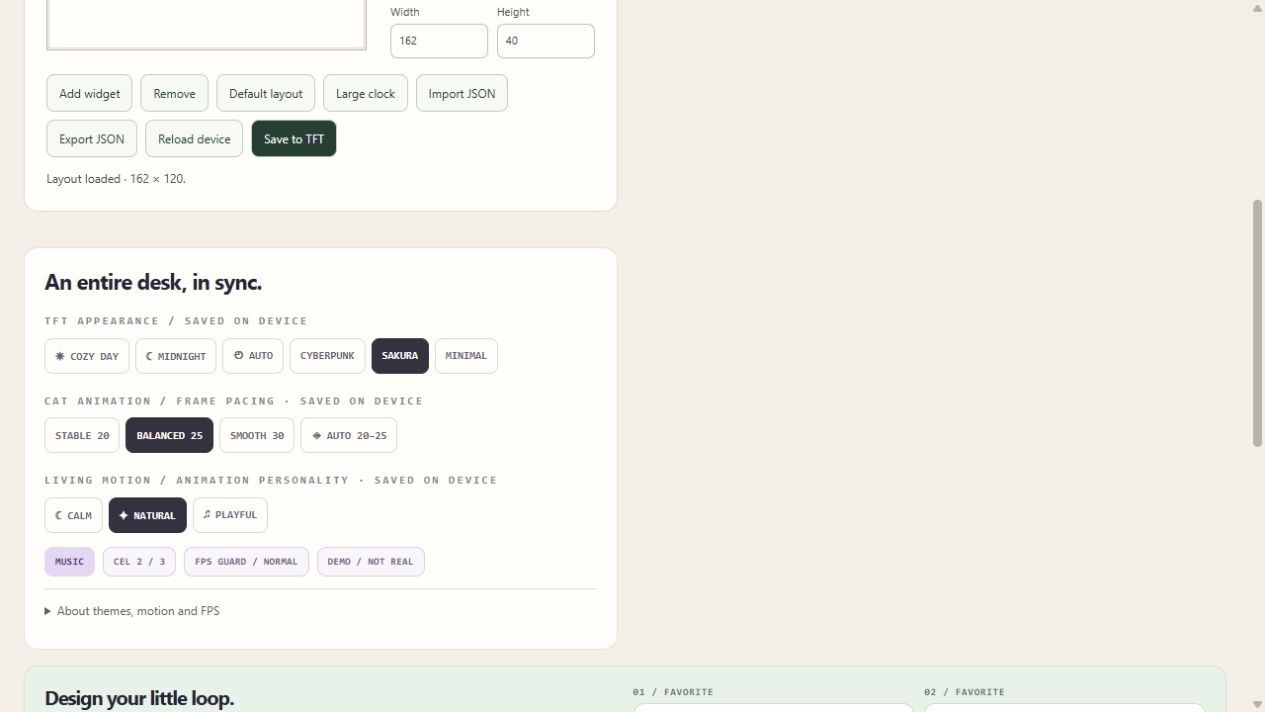 Width Height
162 40
Add widget Remove Default layout Large clock Import JSON
Export JSON Reload device Save to TFT
Layout loaded · 162 × 120.
An entire desk, in sync.
TFT APPEARANCE / SAVED ON DEVICE
☀ COZY DAY ☾ MIDNIGHT ◴ AUTO CYBERPUNK SAKURA MINIMAL
CAT ANIMATION / FRAME PACING · SAVED ON DEVICE
STABLE 20 BALANCED 25 SMOOTH 30 ◈ AUTO 20–25
LIVING MOTION / ANIMATION PERSONALITY · SAVED ON DEVICE
☾ CALM ✦ NATURAL ♬ PLAYFUL
MUSIC CEL 2 / 3 FPS GUARD / NORMAL DEMO / NOT REAL
▶ About themes, motion and FPS
Design your little loop.
01 / FAVORITE 02 / FAVORITE